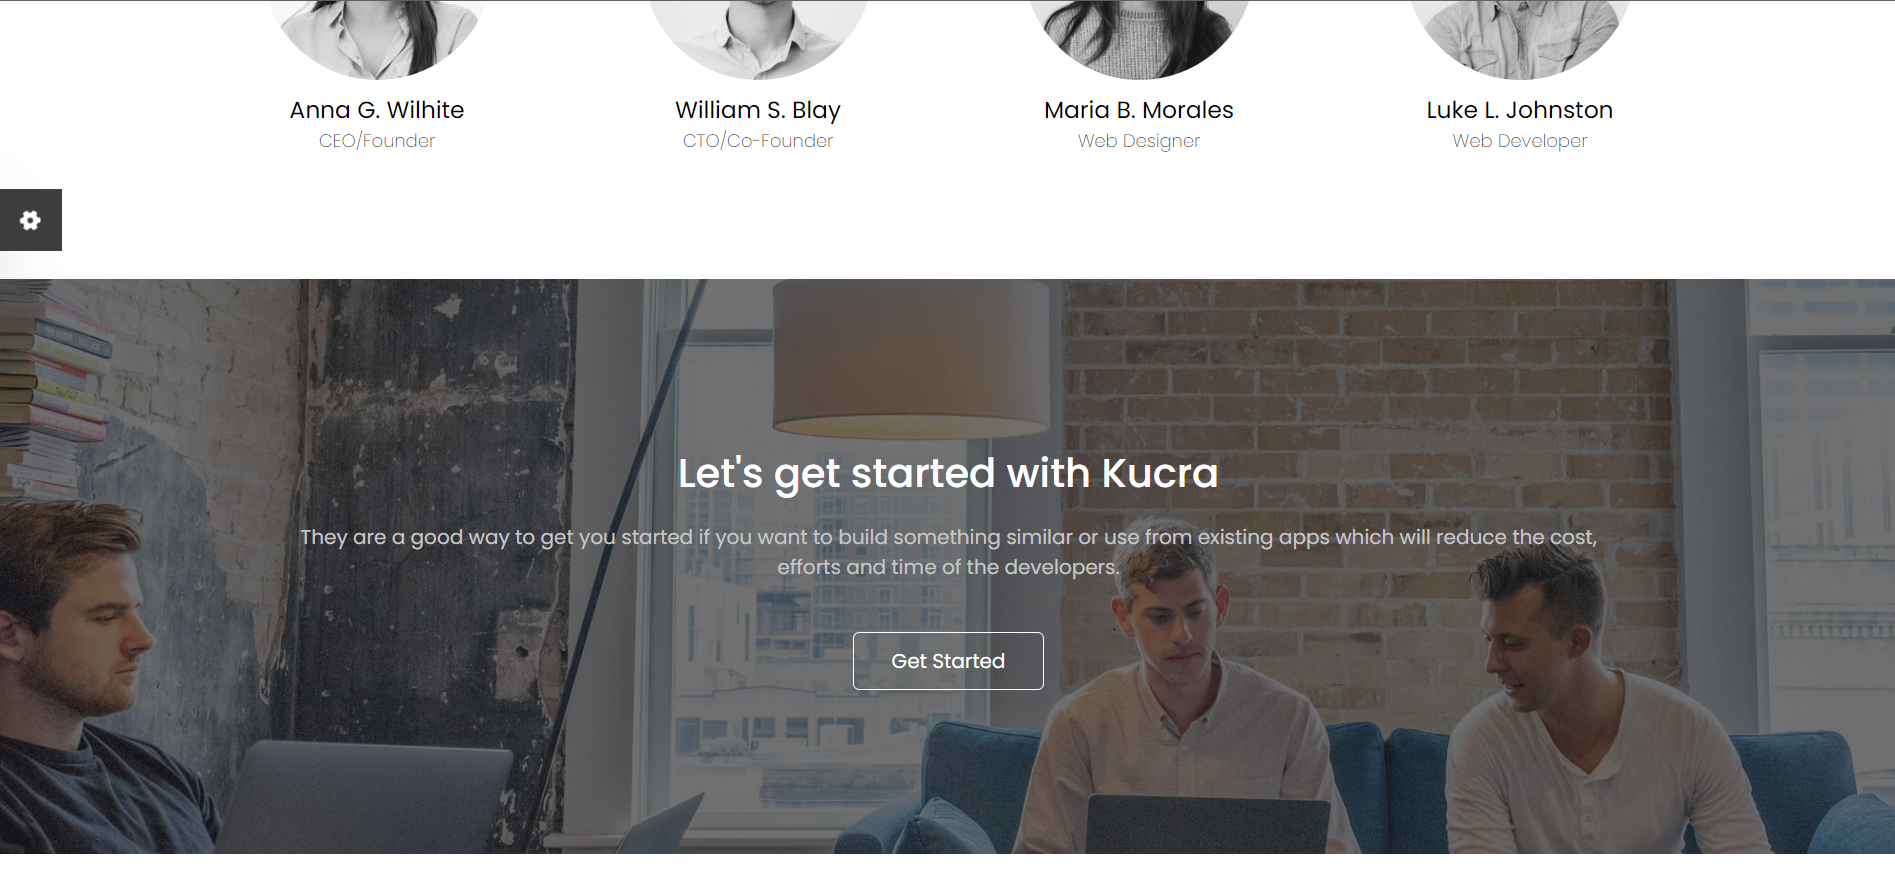 Anna G. Wilhite
CEO/Founder
William S. Blay
CTO/Co-Founder
Maria B. Morales
Web Designer
Luke L. Johnston
Web Developer
Let's get started with Kucra
They are a good way to get you started if you want to build something similar or use from existing apps which will reduce the cost,
efforts and time of the developers.
Get Started